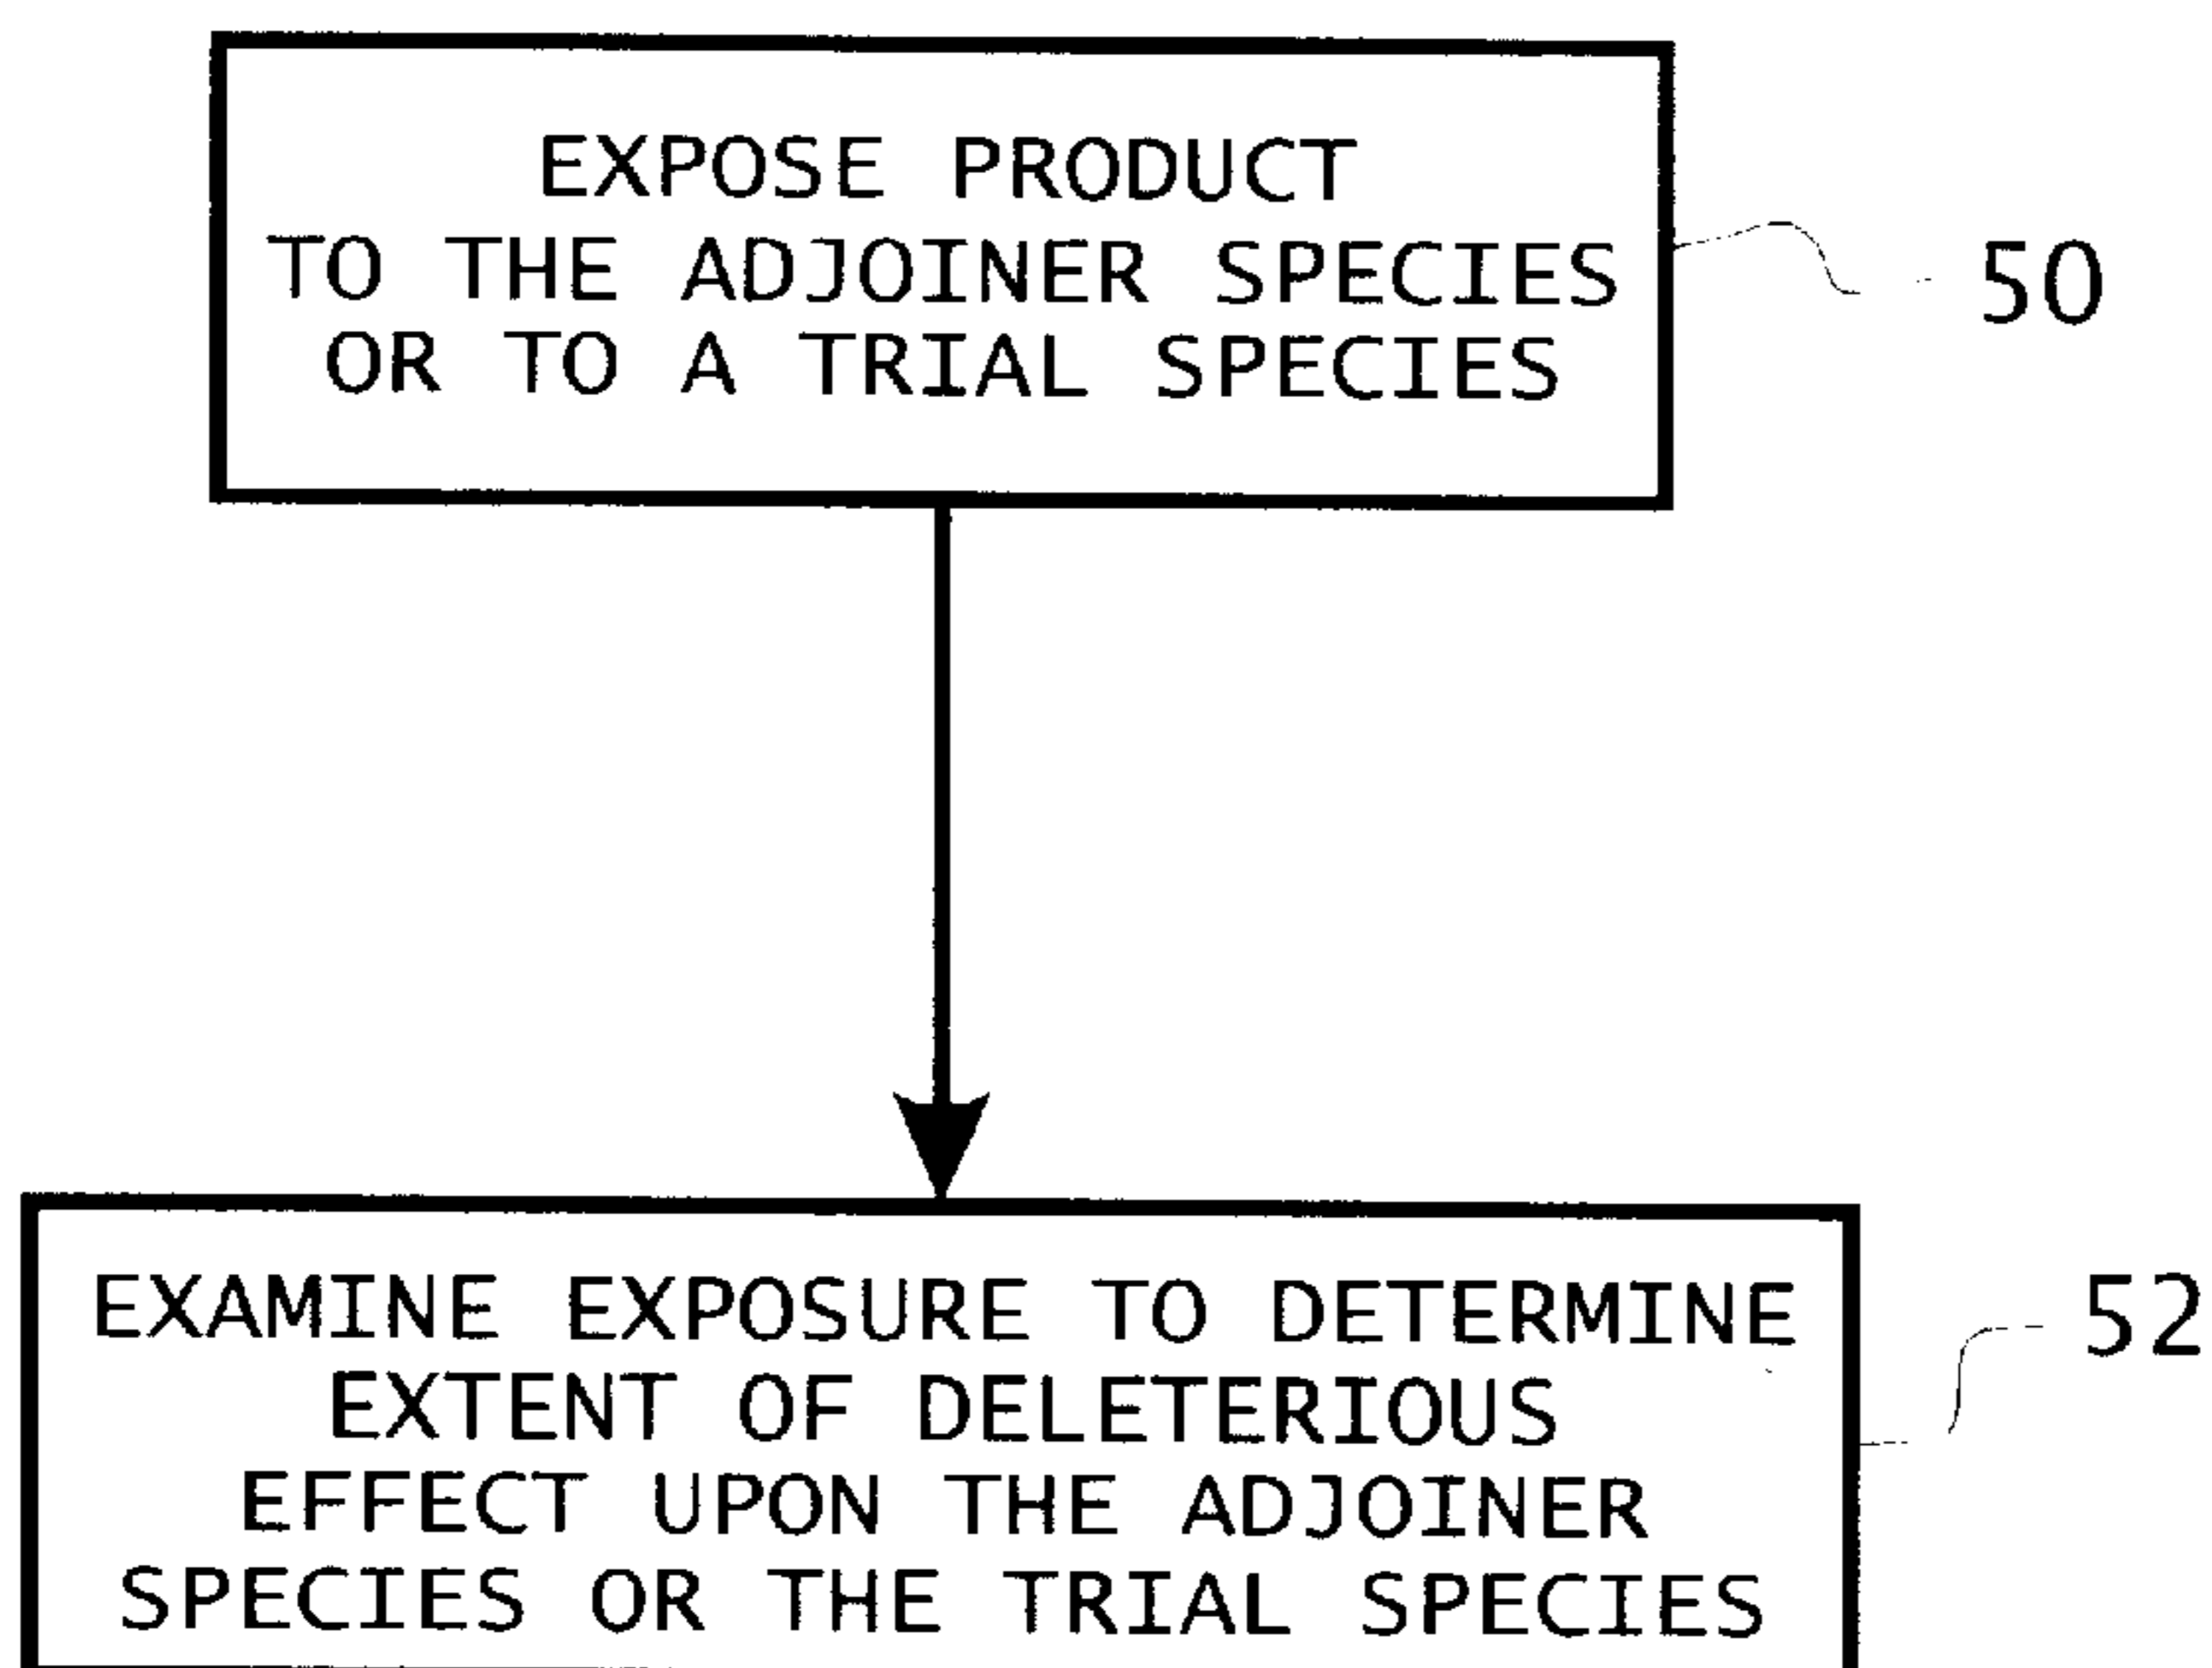 EXPOSE PRODUCT
TO THE ADJOINER SPECIES
OR TO A TRIAL SPECIES
50
EXAMINE EXPOSURE TO DETERMINE
EXTENT OF DELETERIOUS
EFFECT UPON THE ADJOINER
SPECIES OR THE TRIAL SPECIES
52